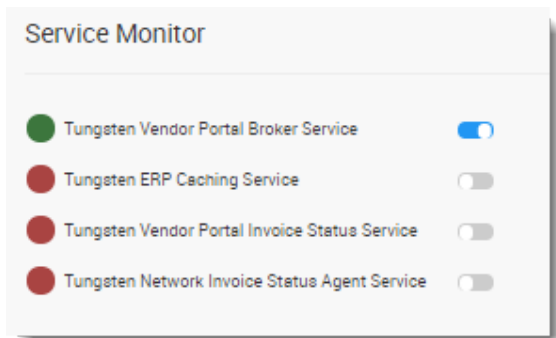 Service Monitor
Tungsten Vendor Portal Broker Service
Tungsten ERP Caching Service
Tungsten Vendor Portal Invoice Status Service
Tungsten Network Invoice Status Agent Service